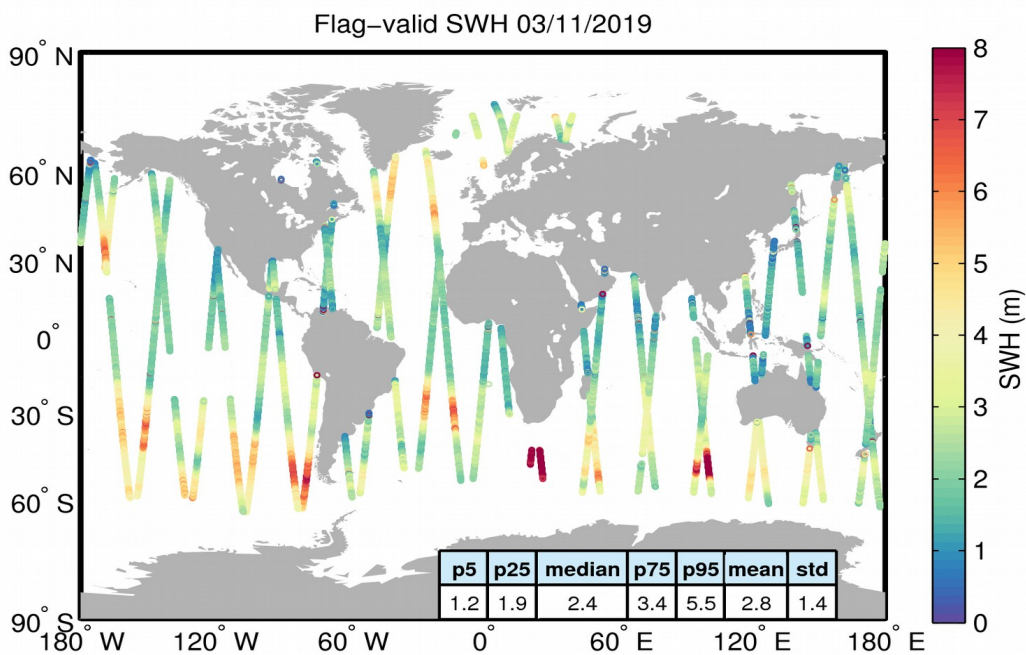 Flag–valid SWH 03/11/2019
90° N
60° N
30° N
0°
30° S
60° S
90° S
180° W
120° W
60° W
0°
60° E
120° E
180° E
p5 p25 median p75 p95 mean std
1.2 1.9 2.4 3.4 5.5 2.8 1.4
8
7
6
5
4
3
2
1
0
SWH (m)